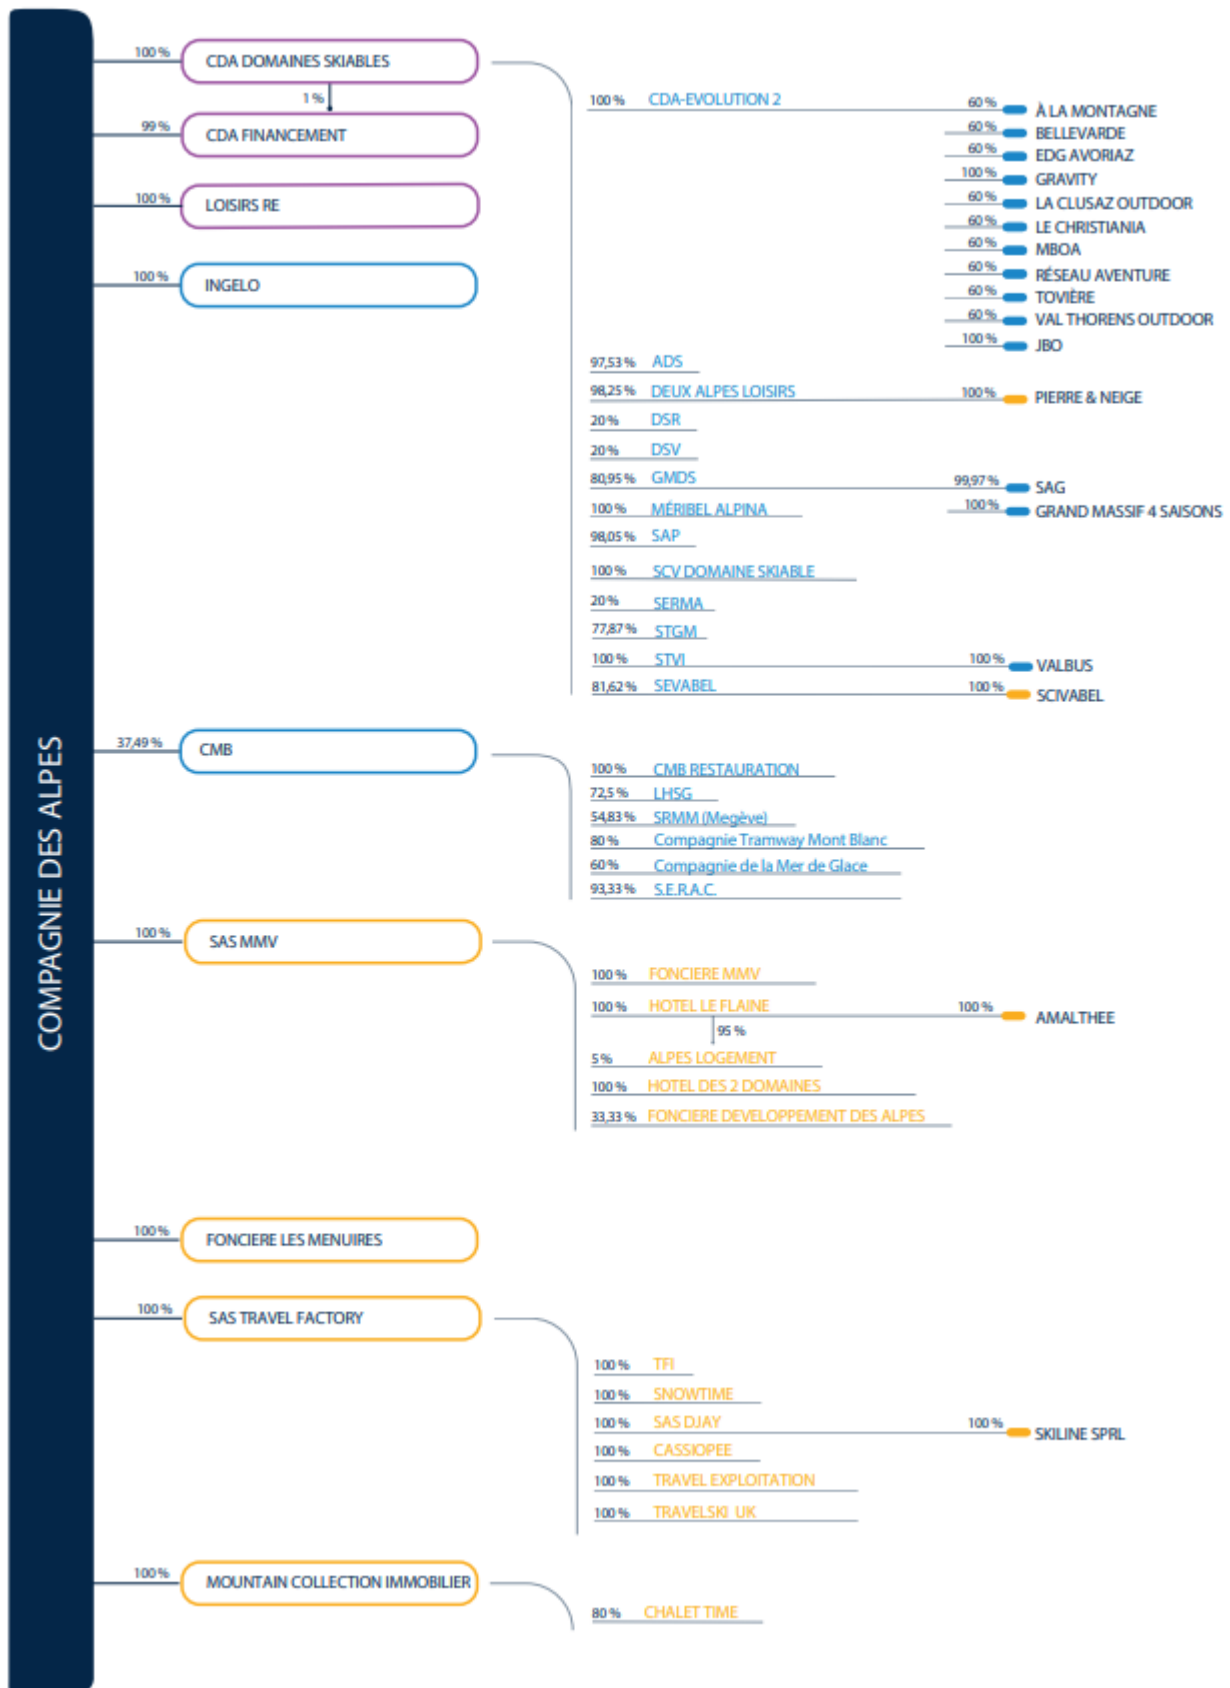 COMPAGNIE DES ALPES
100 % CDA DOMAINES SKIABLES
1 %
99 % CDA FINANCEMENT
100 % LOISIRS RE
100 % INGELO
100 % CDA-EVOLUTION 2
60 % À LA MONTAGNE
60 % BELLEVARDE
60 % EDG AVORIAZ
100 % GRAVITY
60 % LA CLUSAZ OUTDOOR
60 % LE CHRISTIANIA
60 % MBOA
60 % RÉSEAU AVENTURE
60 % TOVIÈRE
60 % VAL THORENS OUTDOOR
100 % JBO
97,53 % ADS
98,25 % DEUX ALPES LOISIRS 100 % PIERRE & NEIGE
20 % DSR
20 % DSV
80,95 % GMDS 99,97 % SAG
100 % GRAND MASSIF 4 SAISONS
100 % MÉRIBEL ALPINA
98,05 % SAP
100 % SCV DOMAINE SKIABLE
20 % SERMA
77,87 % STGM
100 % STVI 100 % VALBUS
81,62 % SEVABEL 100 % SCIVABEL
37,49 % CMB
100 % CMB RESTAURATION
72,5 % LHSG
54,83 % SRMM (Megève)
80 % Compagnie Tramway Mont Blanc
60 % Compagnie de la Mer de Glace
93,33 % S.E.R.A.C.
100 % SAS MMV
100 % FONCIERE MMV
100 % HOTEL LE FLAINE 100 % AMALTHEE
95 %
5 % ALPES LOGEMENT
100 % HOTEL DES 2 DOMAINES
33,33 % FONCIERE DEVELOPPEMENT DES ALPES
100 % FONCIERE LES MENUIRES
100 % SAS TRAVEL FACTORY
100 % TFI
100 % SNOWTIME
100 % SAS DJAY 100 % SKILINE SPRL
100 % CASSIOPEE
100 % TRAVEL EXPLOITATION
100 % TRAVELSKI UK
100 % MOUNTAIN COLLECTION IMMOBILIER
80 % CHALET TIME